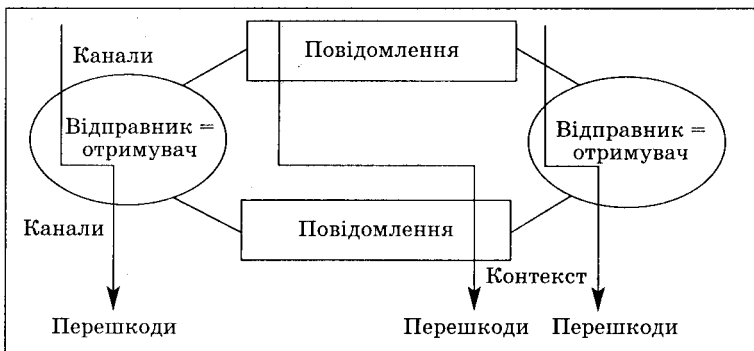 Канали
Повідомлення
Відправник =
отримувач
Відправник =
отримувач
Канали
Повідомлення
Контекст
Перешкоди
Перешкоди
Перешкоди